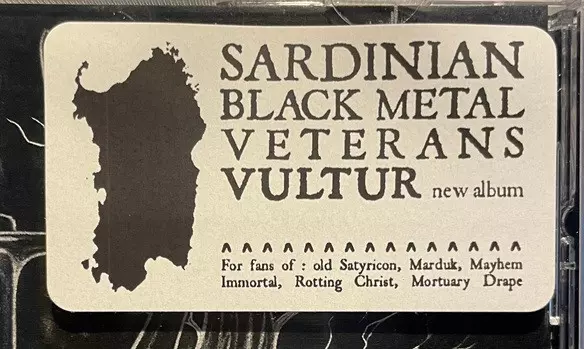 SARDINIAN
BLACK METAL
VETERANS
VULTUR new album
For fans of : old Satyricon, Marduk, Mayhem
Immortal, Rotting Christ, Mortuary Drape